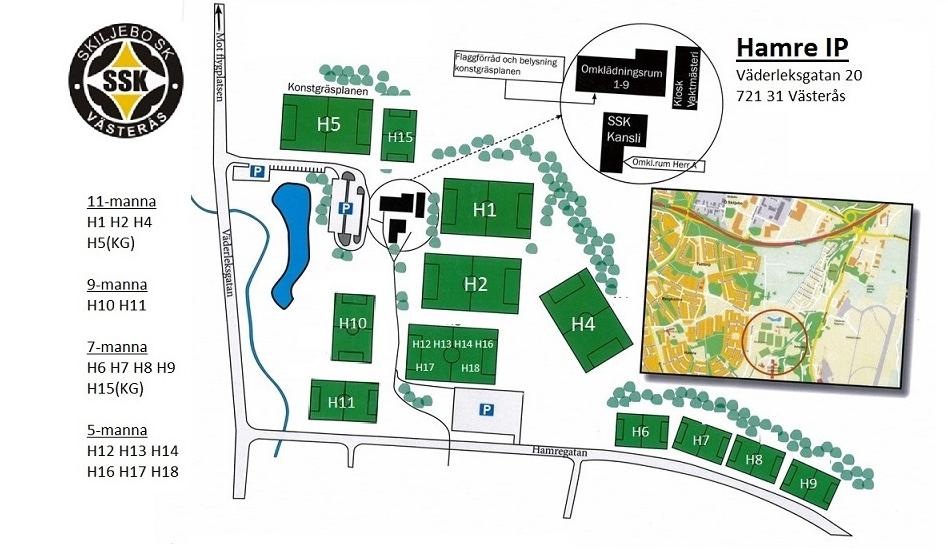 SKILJEBO SK
SSK
VÄSTERÅS
11-manna
H1 H2 H4
H5(KG)
9-manna
H10 H11
7-manna
H6 H7 H8 H9
H15(KG)
5-manna
H12 H13 H14
H16 H17 H18
Mot flygplatsen
Konstgräsplanen
H5
H15
Flaggförråd och belysning
konstgräsplanen
Omklädningsrum
1-9
Kiosk
Vaktmästeri
SSK
Kansli
Omkl.rum Herr A
Hamre IP
Väderleksgatan 20
721 31 Västerås
P
P
Väderleksgatan
H1
H2
H4
H10
H12 H13 H14 H16
H17 H18
H11
P
Hamregatan
H6
H7
H8
H9